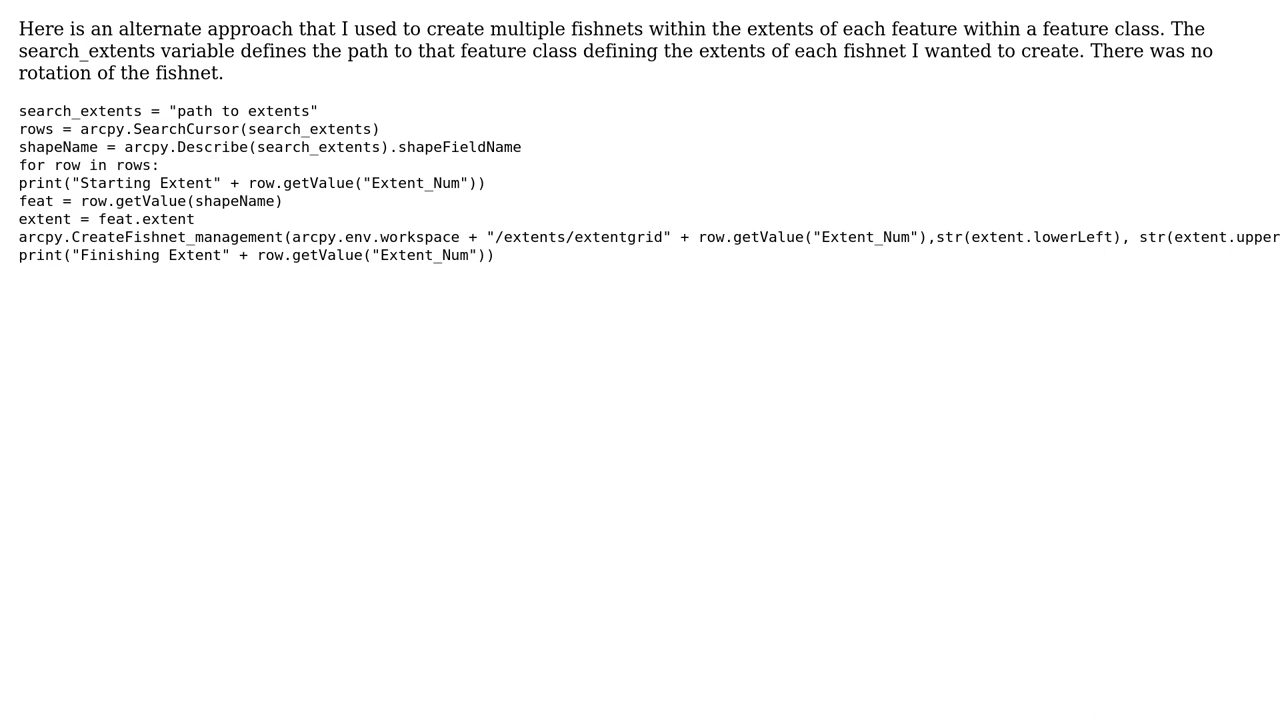 Here is an alternate approach that I used to create multiple fishnets within the extents of each feature within a feature class. The
search_extents variable defines the path to that feature class defining the extents of each fishnet I wanted to create. There was no
rotation of the fishnet.
search_extents = "path to extents"
rows = arcpy.SearchCursor(search_extents)
shapeName = arcpy.Describe(search_extents).shapeFieldName
for row in rows:
print("Starting Extent" + row.getValue("Extent_Num"))
feat = row.getValue(shapeName)
extent = feat.extent
arcpy.CreateFishnet_management(arcpy.env.workspace + "/extents/extentgrid" + row.getValue("Extent_Num"),str(extent.lowerLeft), str(extent.upper
print("Finishing Extent" + row.getValue("Extent_Num"))